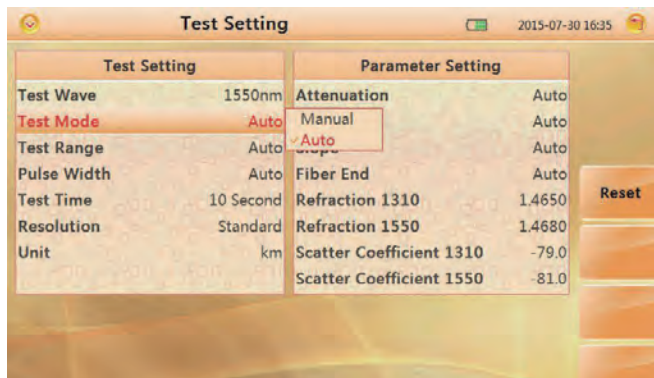 Test Setting 2015-07-30 16:35
Test Setting
Test Wave 1550nm
Test Mode Auto
Test Range Auto
Pulse Width Auto
Test Time 10 Second
Resolution Standard
Unit km
Manual
Auto
Parameter Setting
Attenuation Auto
Auto
Auto
Fiber End Auto
Refraction 1310 1.4650
Refraction 1550 1.4680
Scatter Coefficient 1310 -79.0
Scatter Coefficient 1550 -81.0
Reset